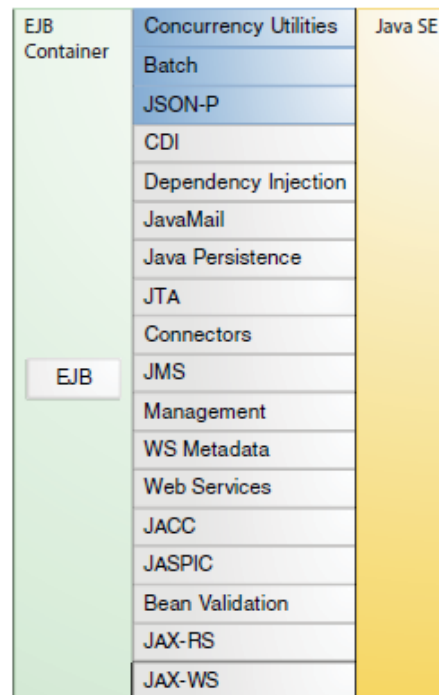 EJB
Container
EJB
Concurrency Utilities
Batch
JSON-P
CDI
Dependency Injection
JavaMail
Java Persistence
JTA
Connectors
JMS
Management
WS Metadata
Web Services
JACC
JASPIC
Bean Validation
JAX-RS
JAX-WS
Java SE